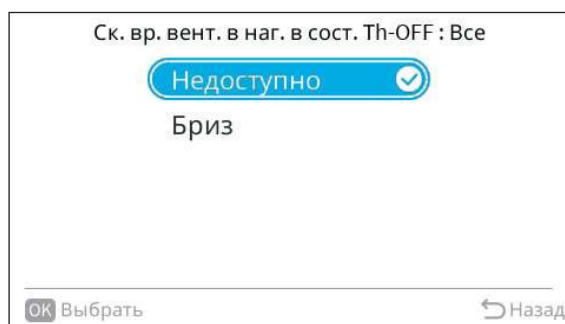 Ск. вр. вент. в наг. в сост. Th-OFF : Все
Недоступно
Бриз
OK Выбрать
Назад